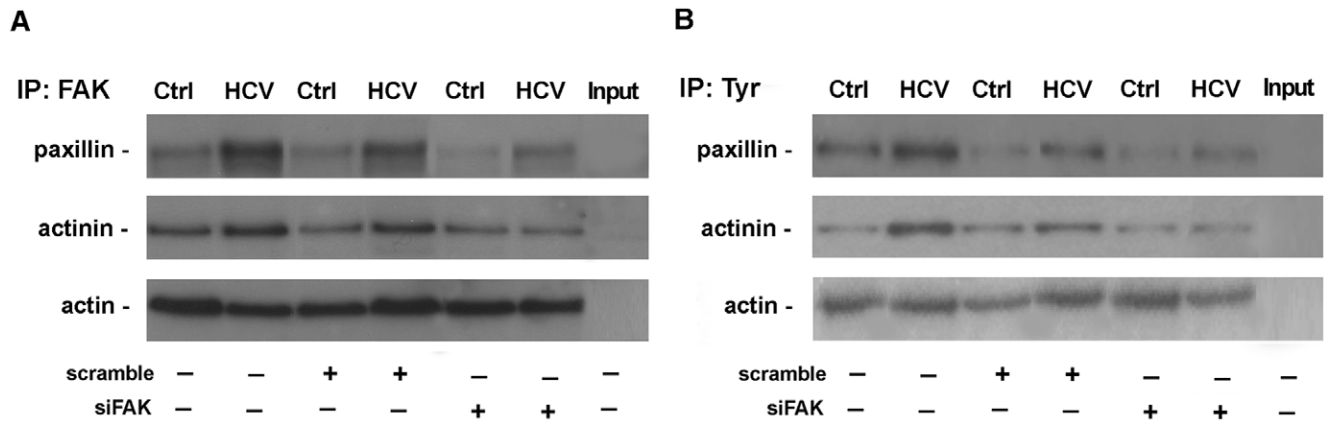 A
IP: FAK Ctrl HCV Ctrl HCV Ctrl HCV Input
paxillin -
actinin -
actin -
scramble – – + + – – –
siFAK – – – – + + –
B
IP: Tyr Ctrl HCV Ctrl HCV Ctrl HCV Input
paxillin -
actinin -
actin -
scramble – – + + – – –
siFAK – – – – + + –